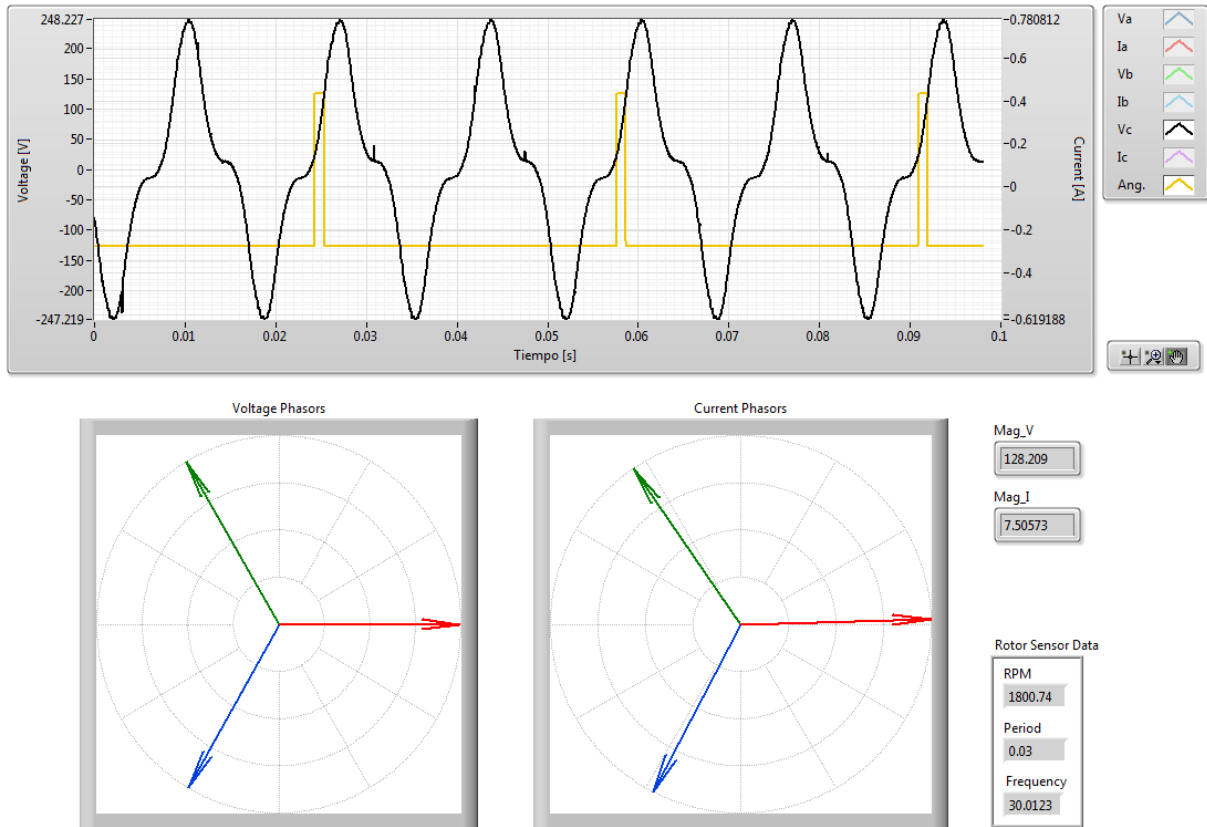 248.227
200
150
100
50
0
-50
-100
-150
-200
-247.219
Voltage [V]
0
0.01
0.02
0.03
0.04
0.05
0.06
0.07
0.08
0.09
0.1
Tiempo [s]
-0.780812
-0.6
-0.4
-0.2
-0
-0.2
-0.4
-0.619188
Current [A]
Va
Ia
Vb
Ib
Vc
Ic
Ang.
Voltage Phasors
Current Phasors
Mag_V
128.209
Mag_I
7.50573
Rotor Sensor Data
RPM
1800.74
Period
0.03
Frequency
30.0123